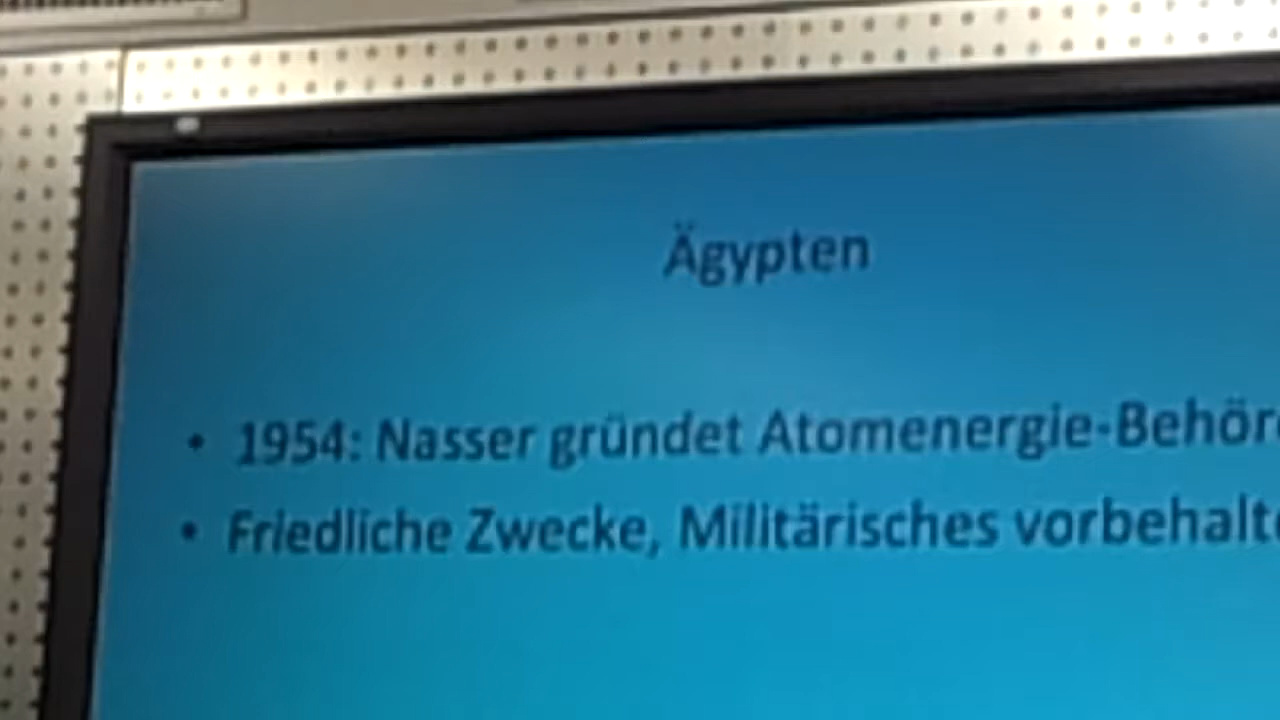 Ägypten
• 1954: Nasser gründet Atomenergie-Behör
• Friedliche Zwecke, Militärisches vorbehalt